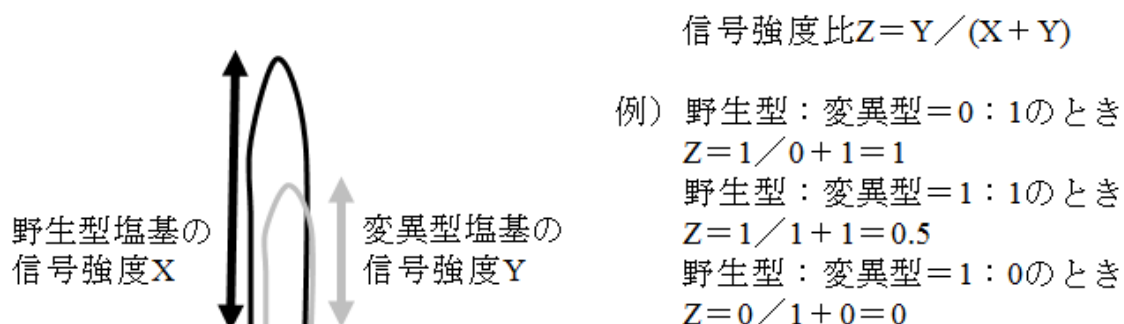 信号強度比Z＝Y／(X＋Y)
例）野生型：変異型＝0：1のとき
Z＝1／0＋1＝1
野生型：変異型＝1：1のとき
Z＝1／1＋1＝0.5
野生型：変異型＝1：0のとき
Z＝0／1＋0＝0
野生型塩基の
信号強度X
変異型塩基の
信号強度Y